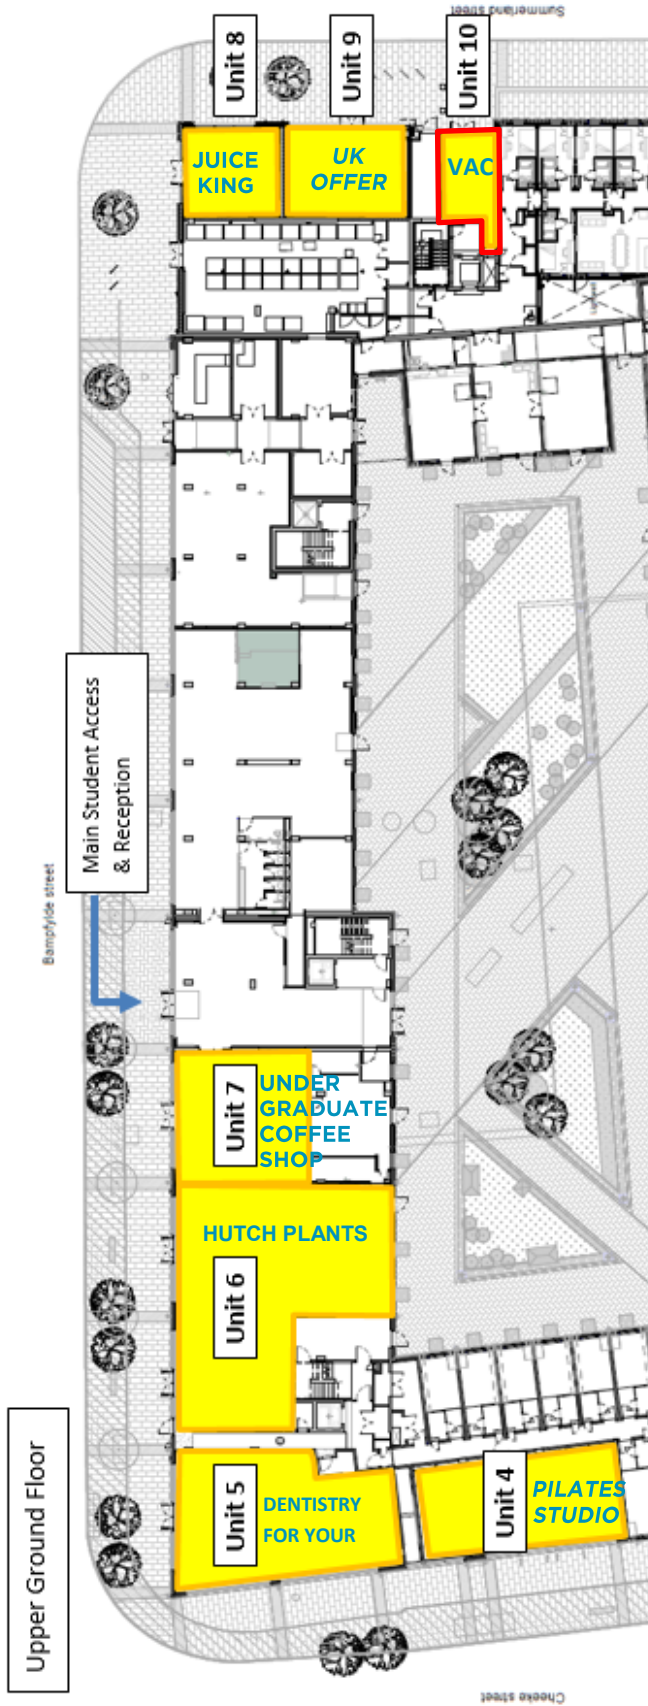 Summerland street
Unit 8
Unit 9
Unit 10
JUICE
KING
UK
OFFER
VAC
Main Student Access
& Reception
Bampfylde street
Unit 7
UNDER
GRADUATE
COFFEE
SHOP
HUTCH PLANTS
Unit 6
Upper Ground Floor
Unit 5
DENTISTRY
FOR YOUR
Unit 4
PILATES
STUDIO
Cheeke street